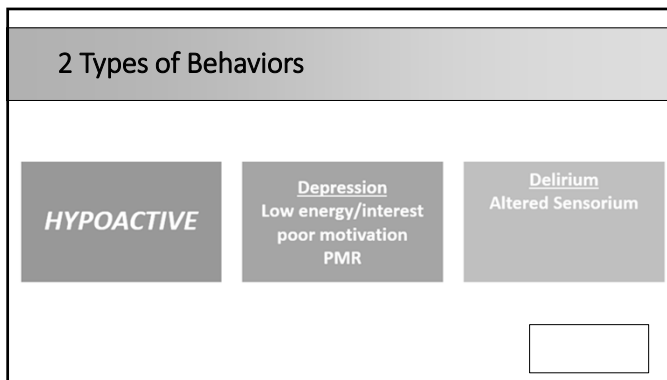 2 Types of Behaviors
HYPOACTIVE
Depression
Low energy/interest
poor motivation
PMR
Delirium
Altered Sensorium